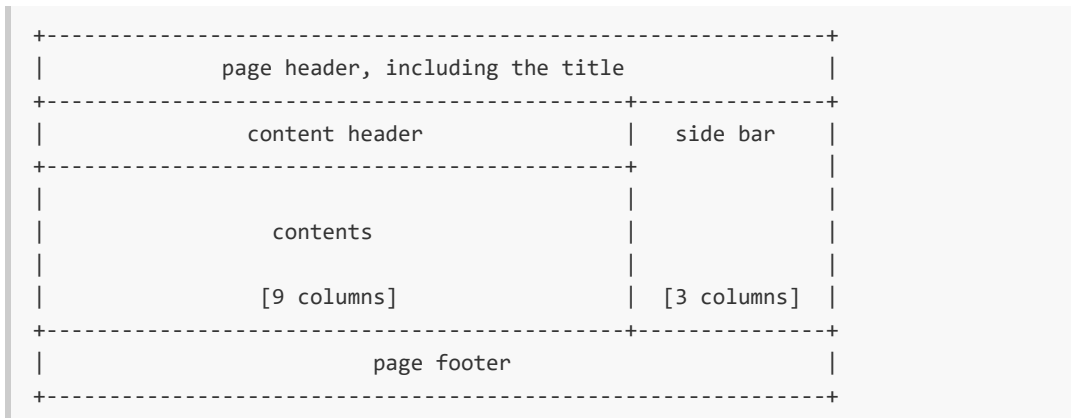 +--------------------------------------------------------------+
|              page header, including the title                |
+----------------------------------------------+---------------+
|                content header                |   side bar    |
+----------------------------------------------+               |
|                                              |               |
|                  contents                    |               |
|                                              |               |
|                 [9 columns]                  |  [3 columns]  |
+----------------------------------------------+---------------+
|                          page footer                         |
+--------------------------------------------------------------+